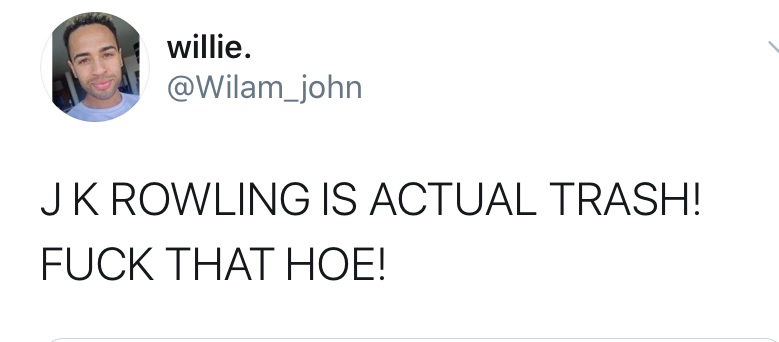 willie.
@Wilam_john
J K ROWLING IS ACTUAL TRASH!
FUCK THAT HOE!